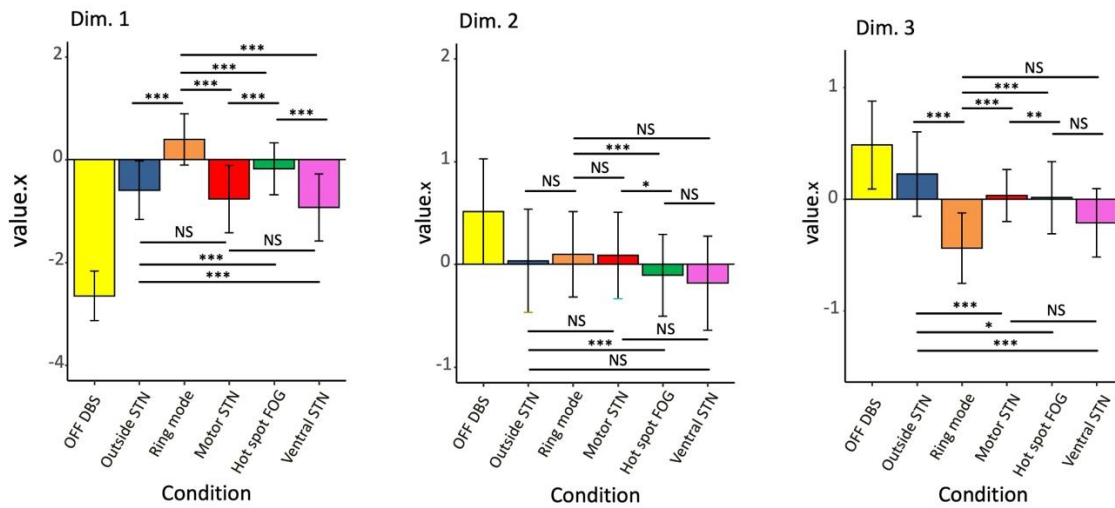 Dim. 1
value.x
2
0
-2
-4
***
***
***
***
***
***
NS
NS
***
***
OFF DBS
Outside STN
Ring mode
Motor STN
Hot spot FOG
Ventral STN
Condition
Dim. 2
value.x
2
1
0
-1
NS
***
NS
NS
*
NS
NS
NS
***
NS
OFF DBS
Outside STN
Ring mode
Motor STN
Hot spot FOG
Ventral STN
Condition
Dim. 3
value.x
1
0
-1
NS
***
***
***
**
NS
***
NS
*
***
OFF DBS
Outside STN
Ring mode
Motor STN
Hot spot FOG
Ventral STN
Condition